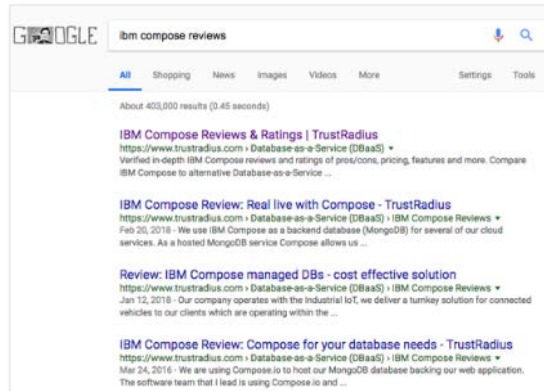 GOOGLE
ibm compose reviews
All Shopping News Images Videos More Settings Tools
About 403,000 results (0.45 seconds)
IBM Compose Reviews & Ratings | TrustRadius
https://www.trustradius.com › Database-as-a-Service (DBaaS) ▼
Verified in-depth IBM Compose reviews and ratings of pros/cons, pricing, features and more. Compare
IBM Compose to alternative Database-as-a-Service ...
IBM Compose Review: Real live with Compose - TrustRadius
https://www.trustradius.com › Database-as-a-Service (DBaaS) › IBM Compose Reviews ▼
Feb 20, 2018 - We use IBM Compose as a backend database (MongoDB) for several of our cloud
services. As a hosted MongoDB service Compose allows us ...
Review: IBM Compose managed DBs - cost effective solution
https://www.trustradius.com › Database-as-a-Service (DBaaS) › IBM Compose Reviews ▼
Jan 12, 2018 - Our company operates with the Industrial IoT, we deliver a turnkey solution for connected
vehicles to our clients which are operating within the ...
IBM Compose Review: Compose for your database needs - TrustRadius
https://www.trustradius.com › Database-as-a-Service (DBaaS) › IBM Compose Reviews ▼
Mar 24, 2016 - We are using Compose.io to host our MongoDB database backing our web application.
The software team that I lead is using Compose.io and ...